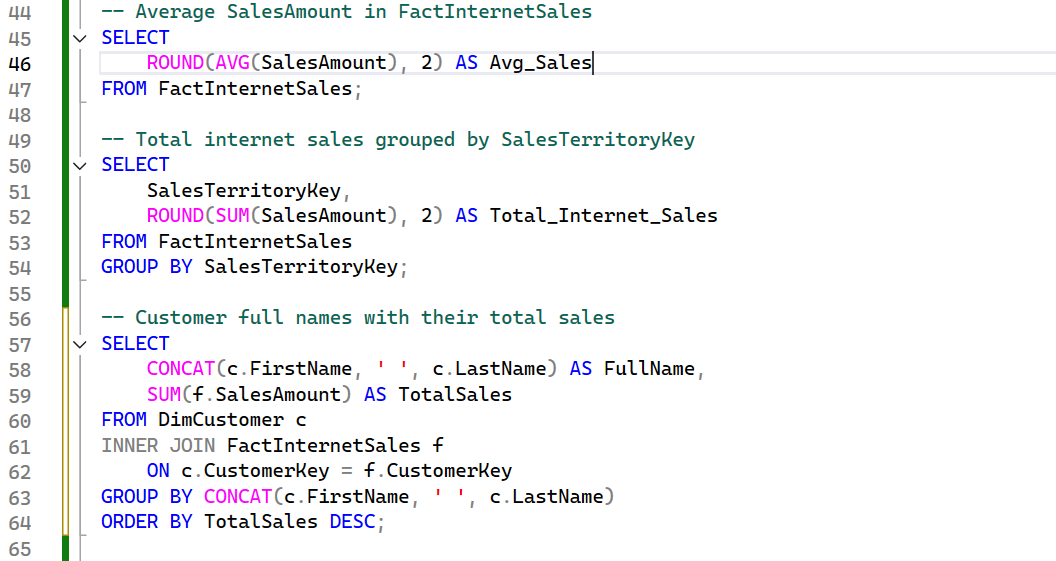 44 -- Average SalesAmount in FactInternetSales
45 SELECT
46     ROUND(AVG(SalesAmount), 2) AS Avg_Sales
47 FROM FactInternetSales;
48
49 -- Total internet sales grouped by SalesTerritoryKey
50 SELECT
51     SalesTerritoryKey,
52     ROUND(SUM(SalesAmount), 2) AS Total_Internet_Sales
53 FROM FactInternetSales
54 GROUP BY SalesTerritoryKey;
55
56 -- Customer full names with their total sales
57 SELECT
58     CONCAT(c.FirstName, ' ', c.LastName) AS FullName,
59     SUM(f.SalesAmount) AS TotalSales
60 FROM DimCustomer c
61 INNER JOIN FactInternetSales f
62     ON c.CustomerKey = f.CustomerKey
63 GROUP BY CONCAT(c.FirstName, ' ', c.LastName)
64 ORDER BY TotalSales DESC;
65